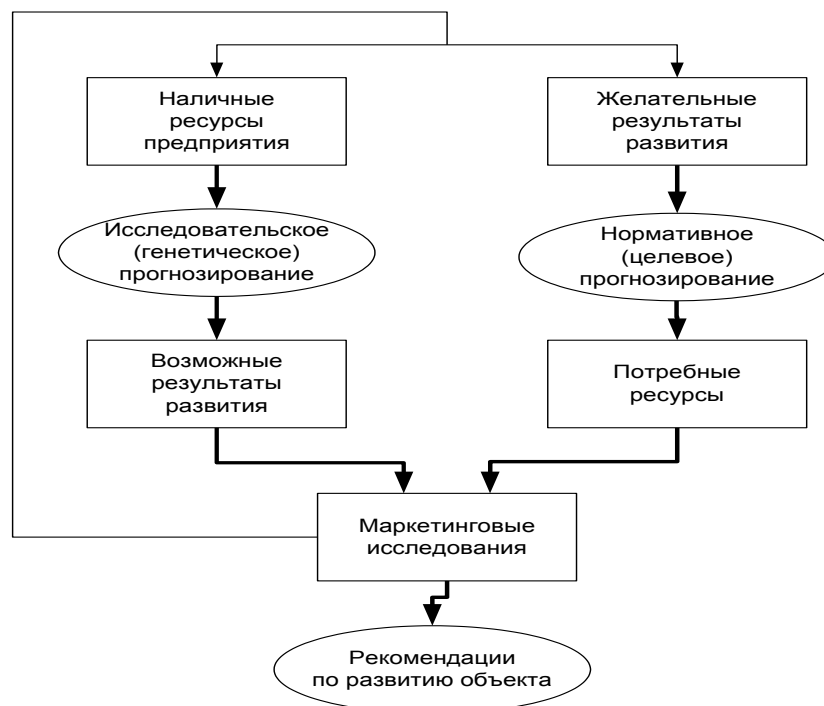 Наличные
ресурсы
предприятия
Желательные
результаты
развития
Исследовательское
(генетическое)
прогнозирование
Нормативное
(целевое)
прогнозирование
Возможные
результаты
развития
Потребные
ресурсы
Маркетинговые
исследования
Рекомендации
по развитию объекта